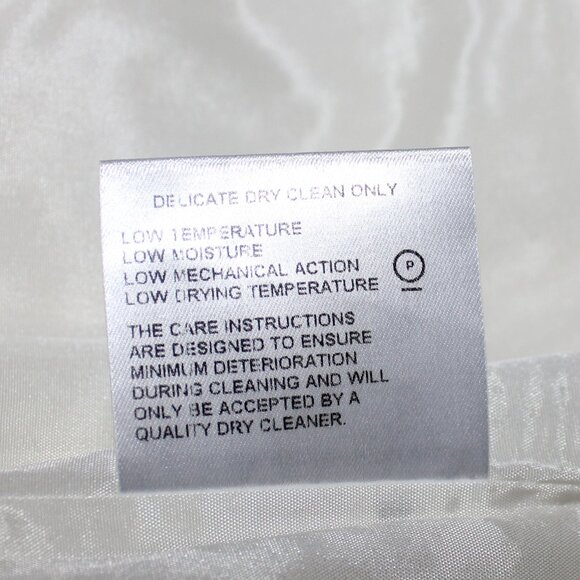 DELICATE DRY CLEAN ONLY
LOW TEMPERATURE
LOW MOISTURE
LOW MECHANICAL ACTION
LOW DRYING TEMPERATURE
P
THE CARE INSTRUCTIONS
ARE DESIGNED TO ENSURE
MINIMUM DETERIORATION
DURING CLEANING AND WILL
ONLY BE ACCEPTED BY A
QUALITY DRY CLEANER.